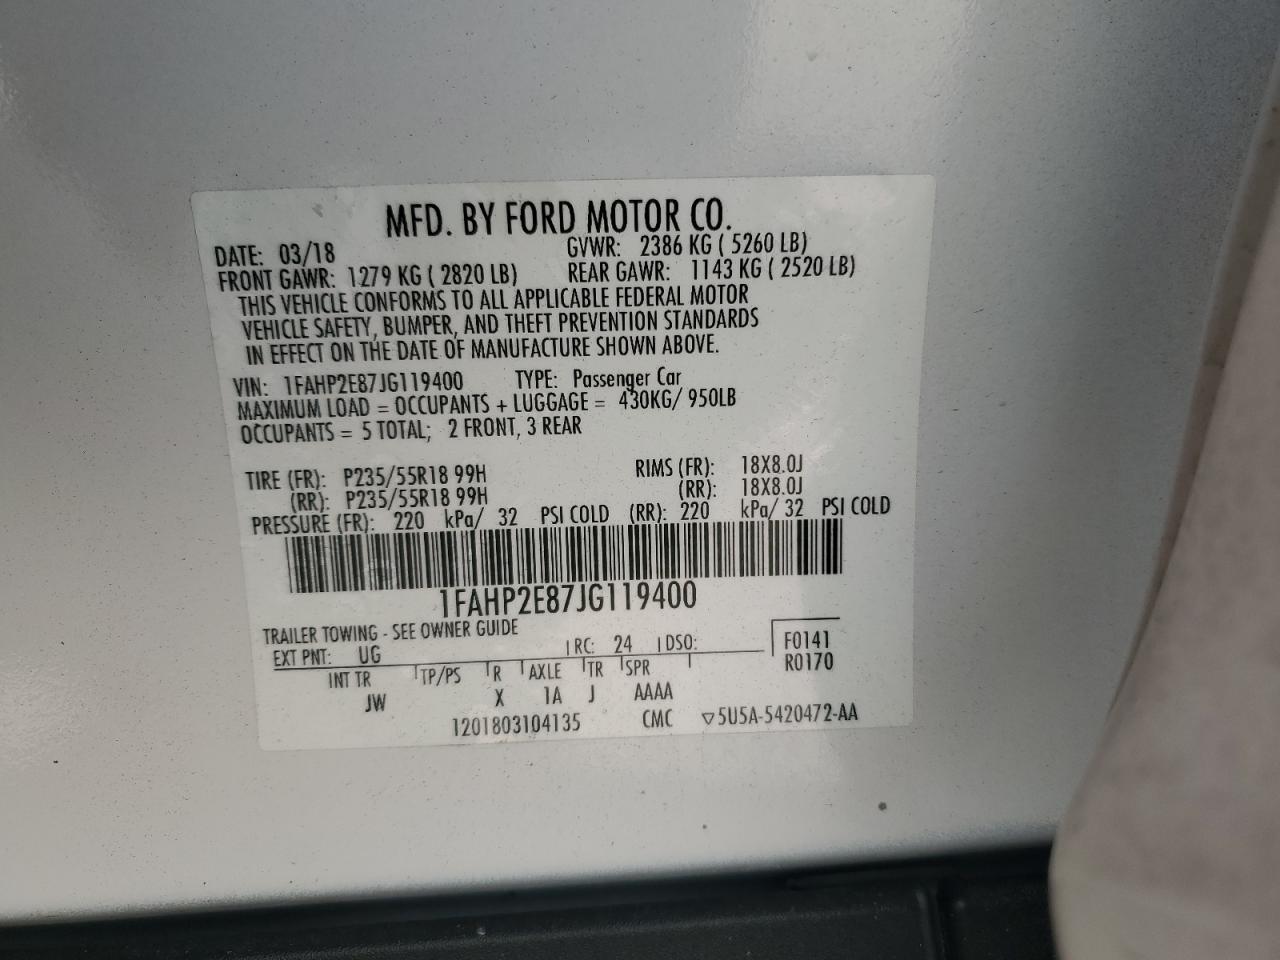 MFD. BY FORD MOTOR CO.
DATE: 03/18 GVWR: 2386 KG ( 5260 LB)
FRONT GAWR: 1279 KG ( 2820 LB) REAR GAWR: 1143 KG ( 2520 LB)
THIS VEHICLE CONFORMS TO ALL APPLICABLE FEDERAL MOTOR
VEHICLE SAFETY, BUMPER, AND THEFT PREVENTION STANDARDS
IN EFFECT ON THE DATE OF MANUFACTURE SHOWN ABOVE.
VIN: 1FAHP2E87JG119400 TYPE: Passenger Car
MAXIMUM LOAD = OCCUPANTS + LUGGAGE = 430KG/ 950LB
OCCUPANTS = 5 TOTAL; 2 FRONT, 3 REAR
TIRE (FR): P235/55R18 99H RIMS (FR): 18X8.0J
(RR): P235/55R18 99H (RR): 18X8.0J
PRESSURE (FR): 220 kPa/ 32 PSI COLD (RR): 220 kPa/ 32 PSI COLD
1FAHP2E87JG119400
TRAILER TOWING - SEE OWNER GUIDE
EXT PNT: UG RC: 24 DSO: F0141
R0170
INT TR TP/PS R AXLE TR SPR
JW X 1A J AAAA
1201803104135 CMC ▽5U5A-5420472-AA